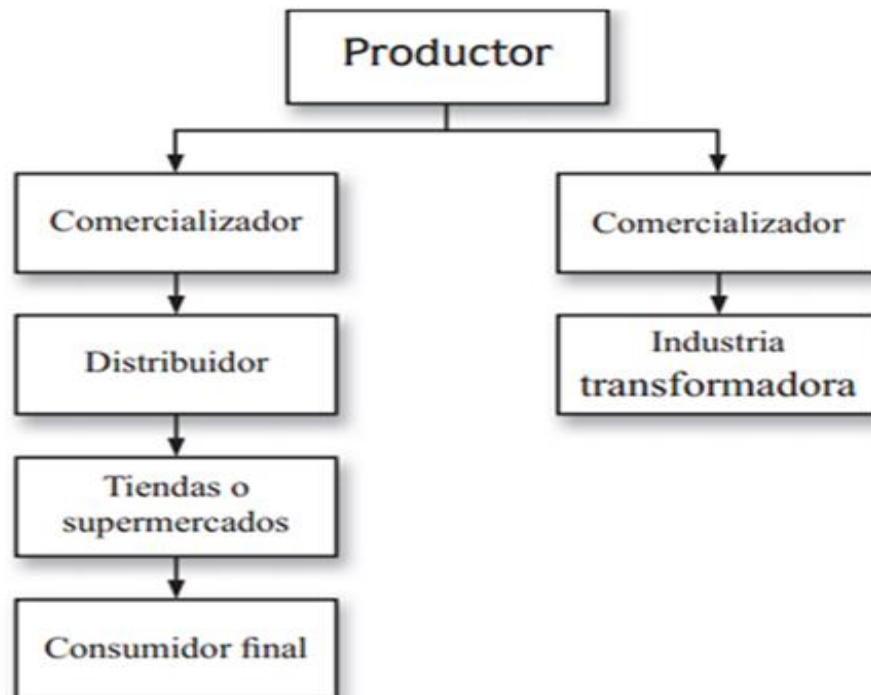 Productor
Comercializador
Distribuidor
Tiendas o
supermercados
Consumidor final
Comercializador
Industria
transformadora